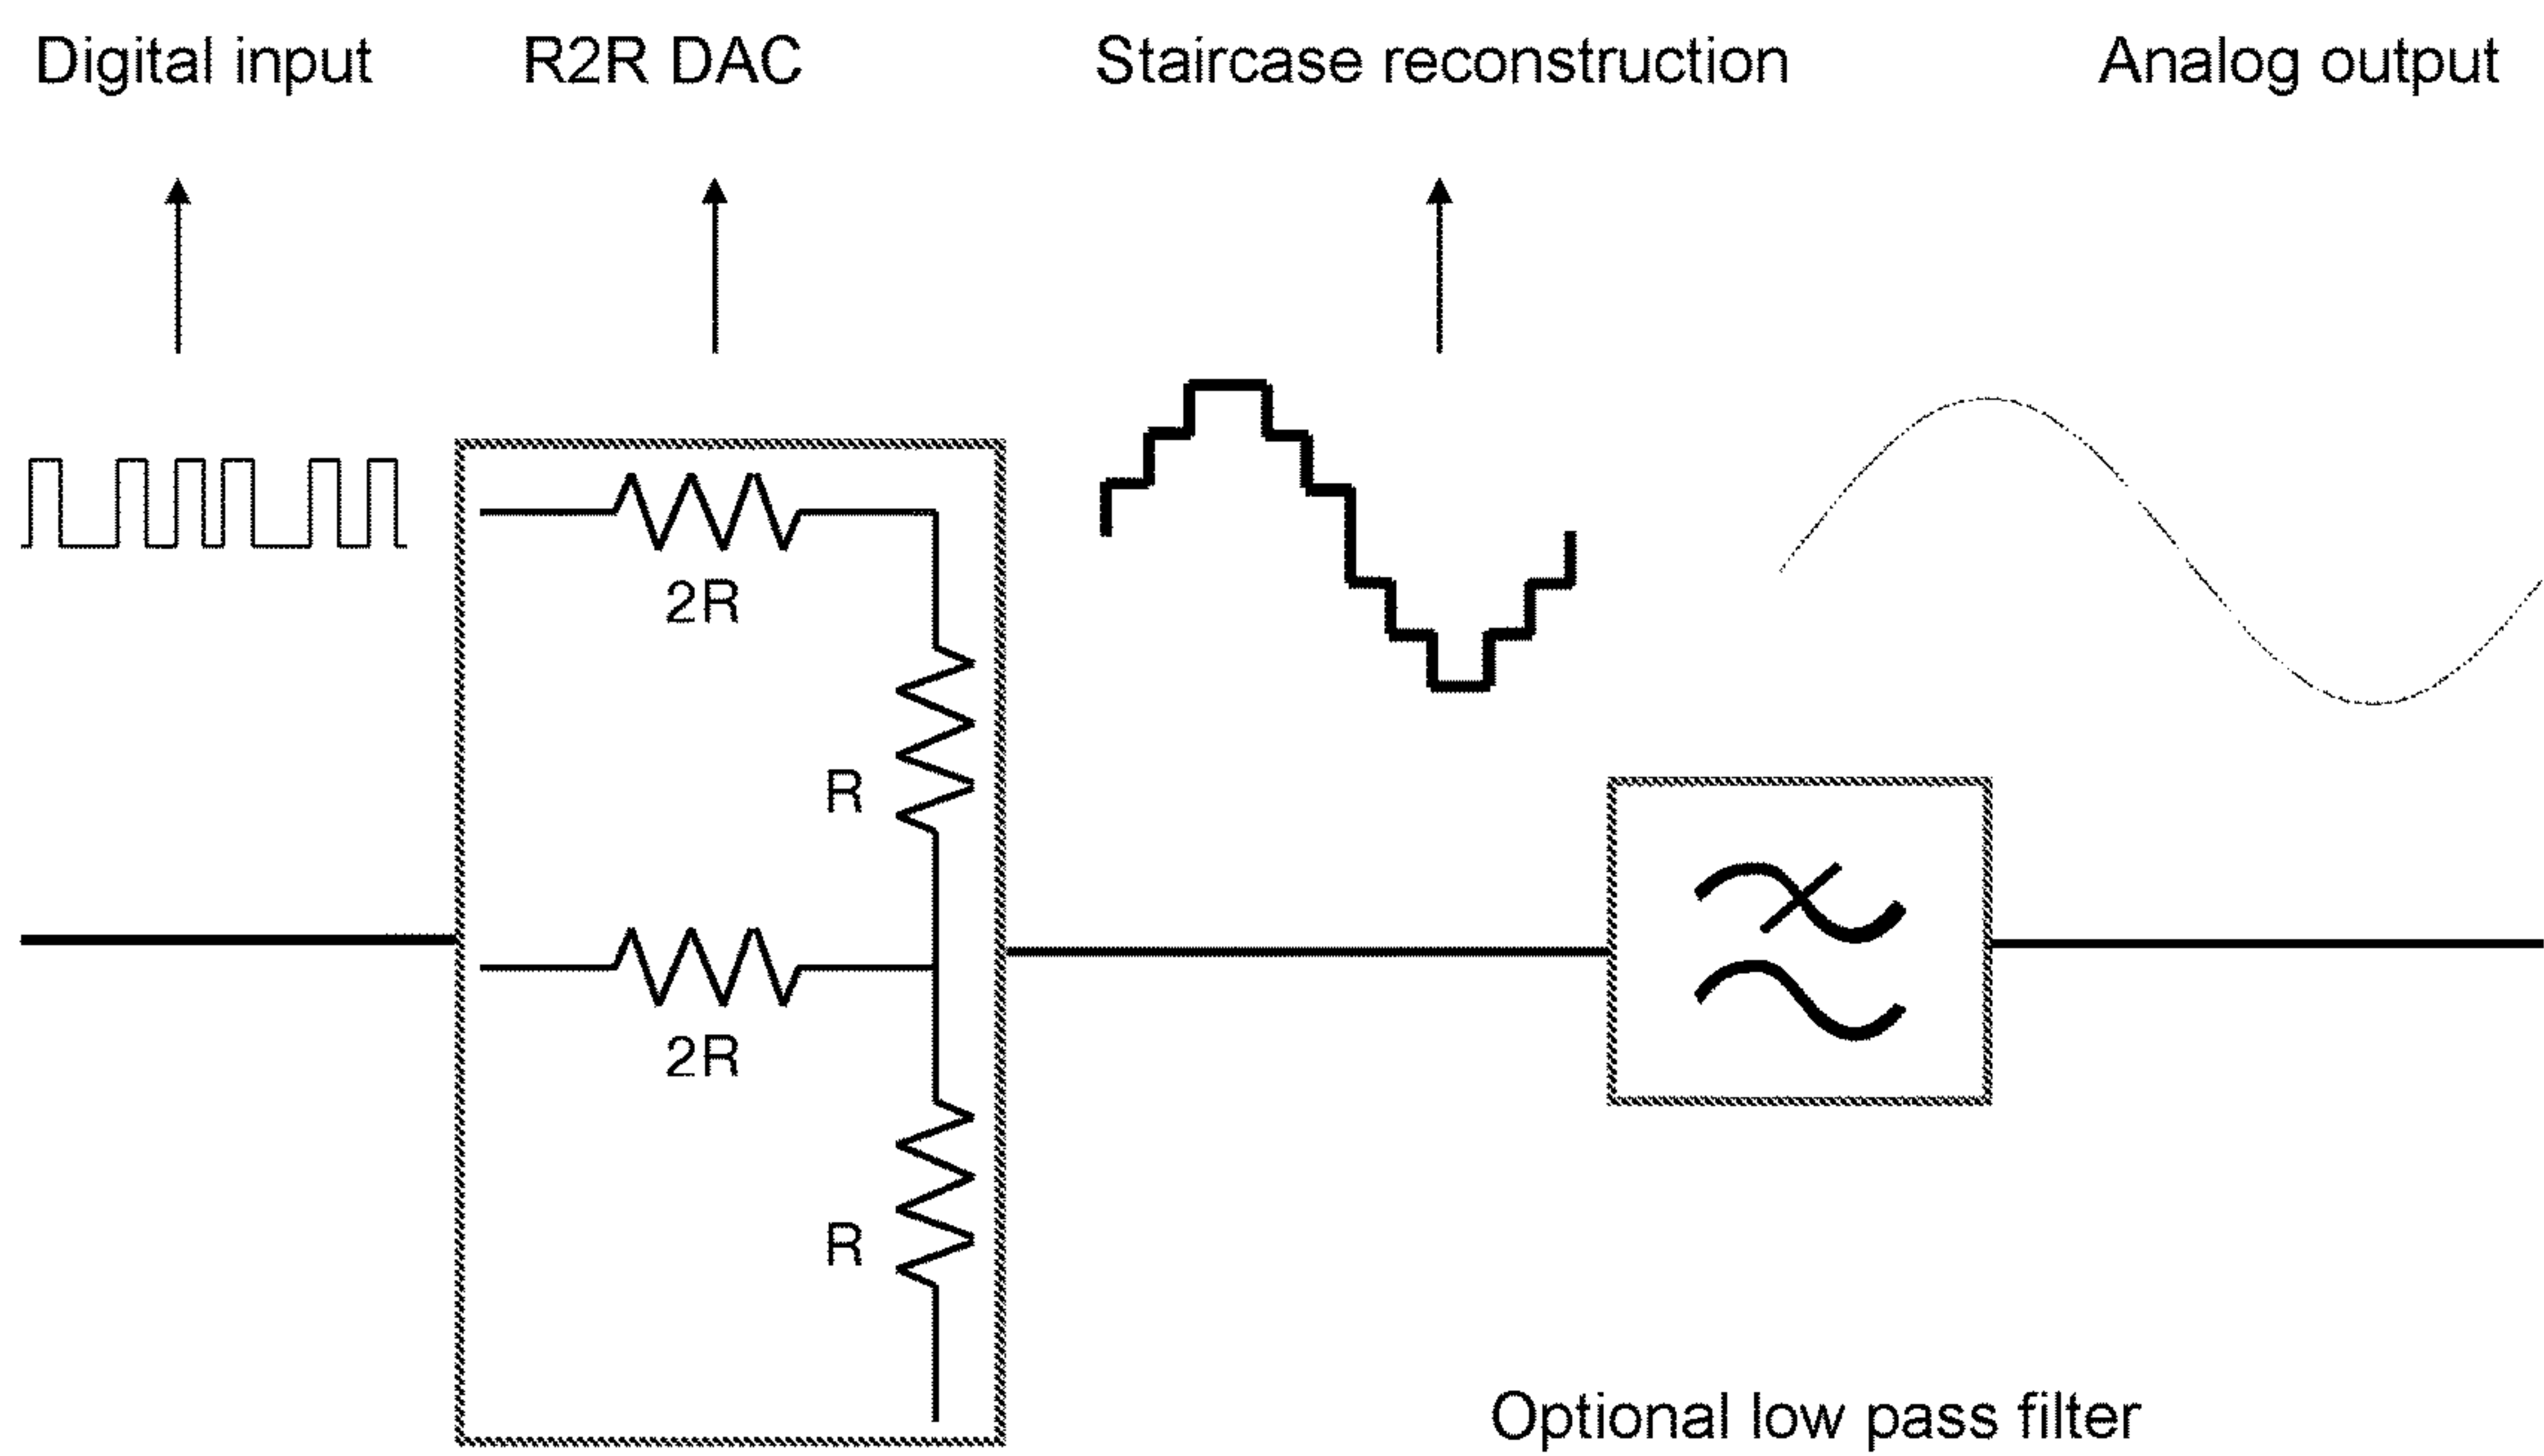 Digital input
R2R DAC
Staircase reconstruction
Analog output
2R
R
2R
R
Optional low pass filter